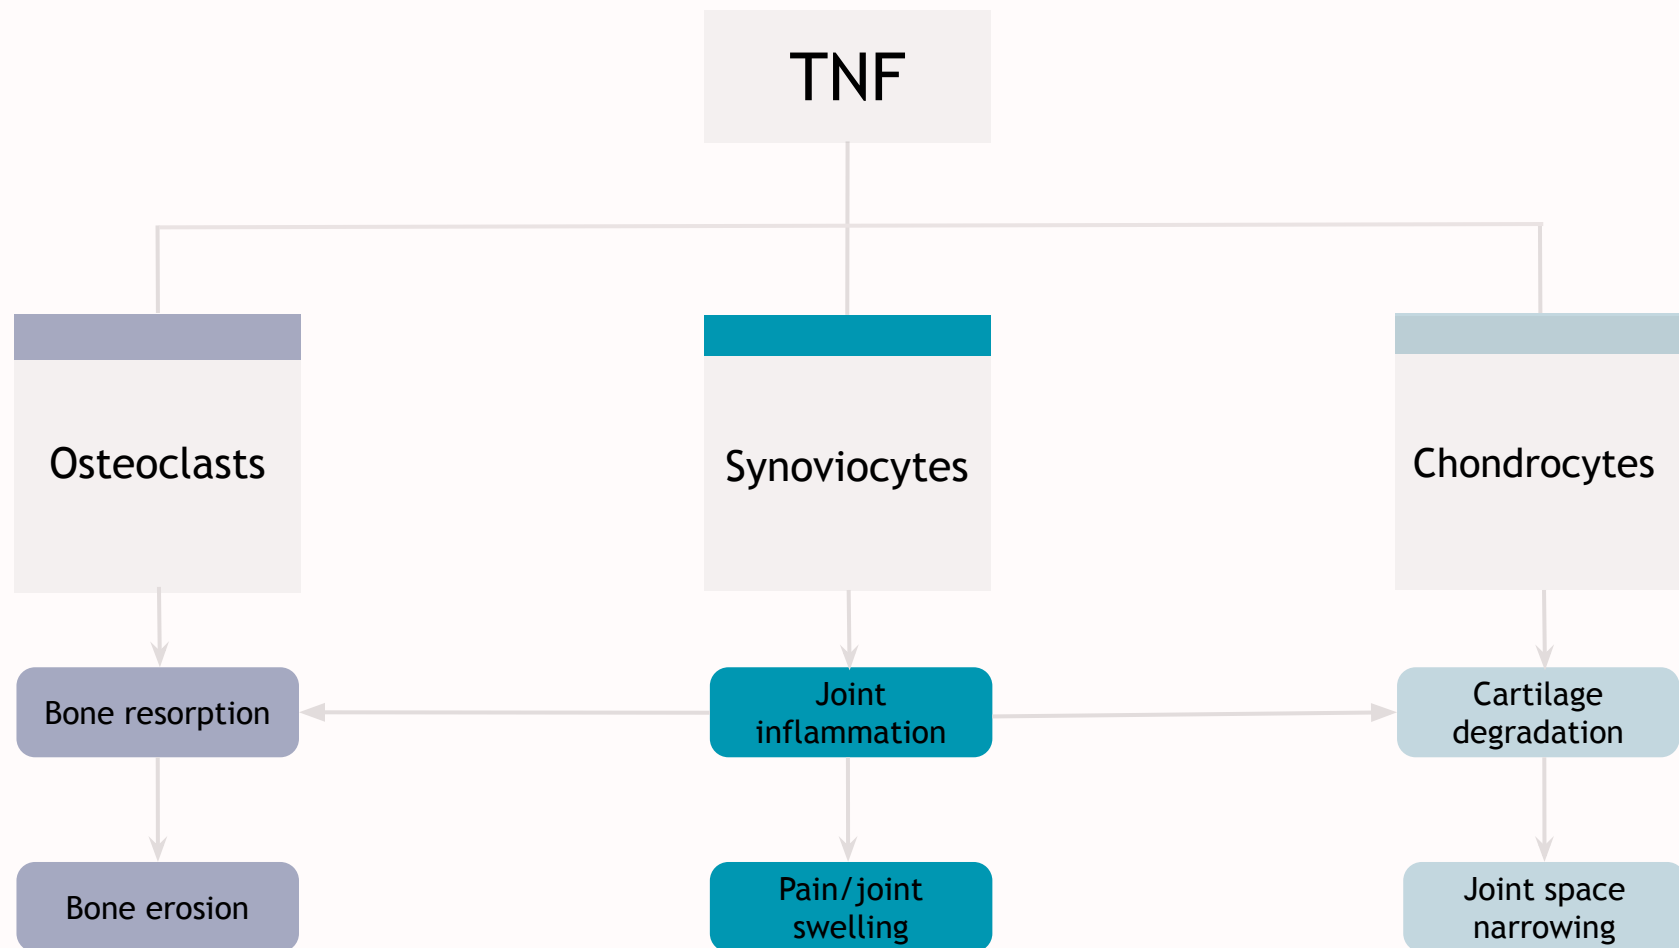 TNF
Osteoclasts
Synoviocytes
Chondrocytes
Bone resorption
Joint
inflammation
Cartilage
degradation
Bone erosion
Pain/joint
swelling
Joint space
narrowing